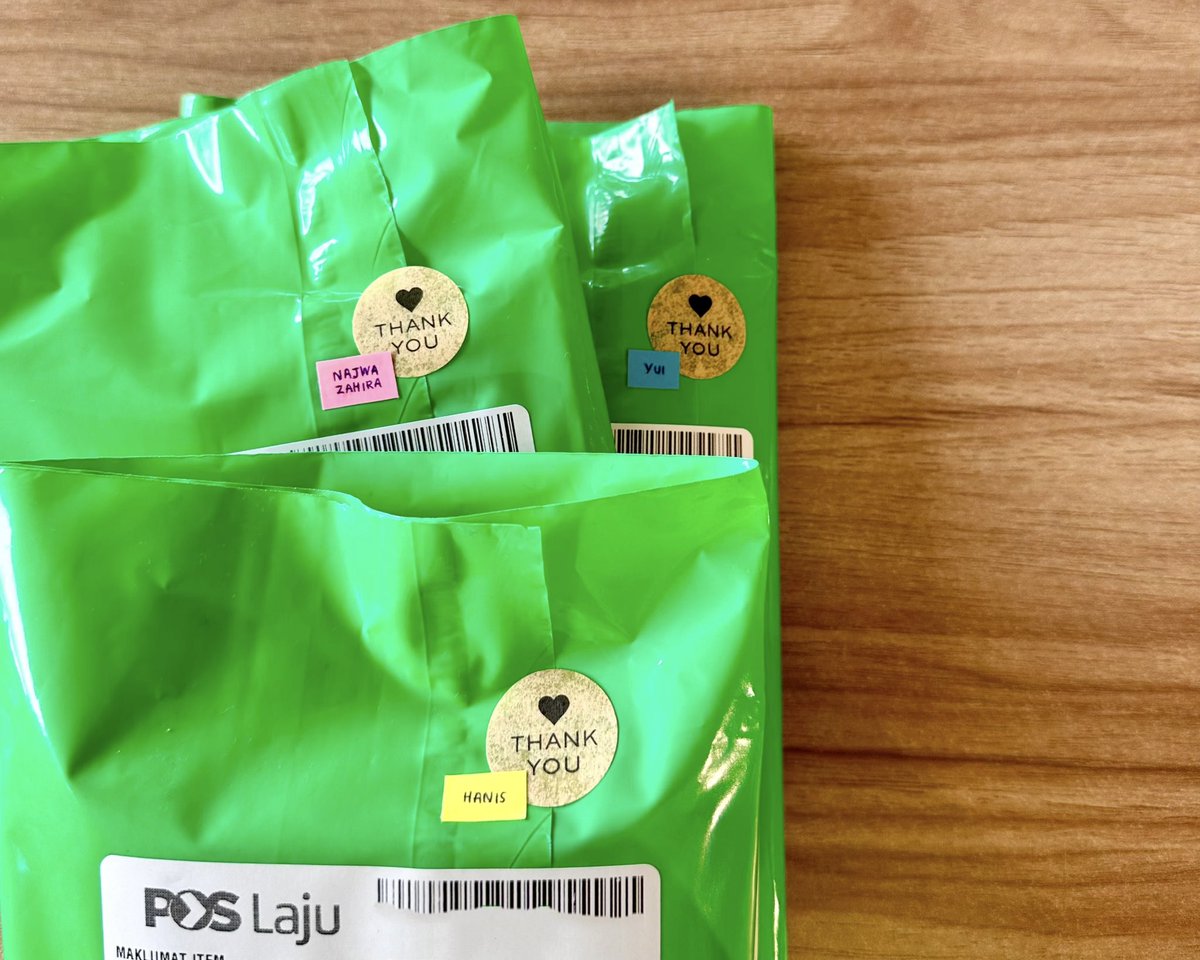 THANK
YOU
NAJWA
ZAHIRA
THANK
YOU
YUI
THANK
YOU
HANIS
POS Laju
MAKLUMAT ITEM